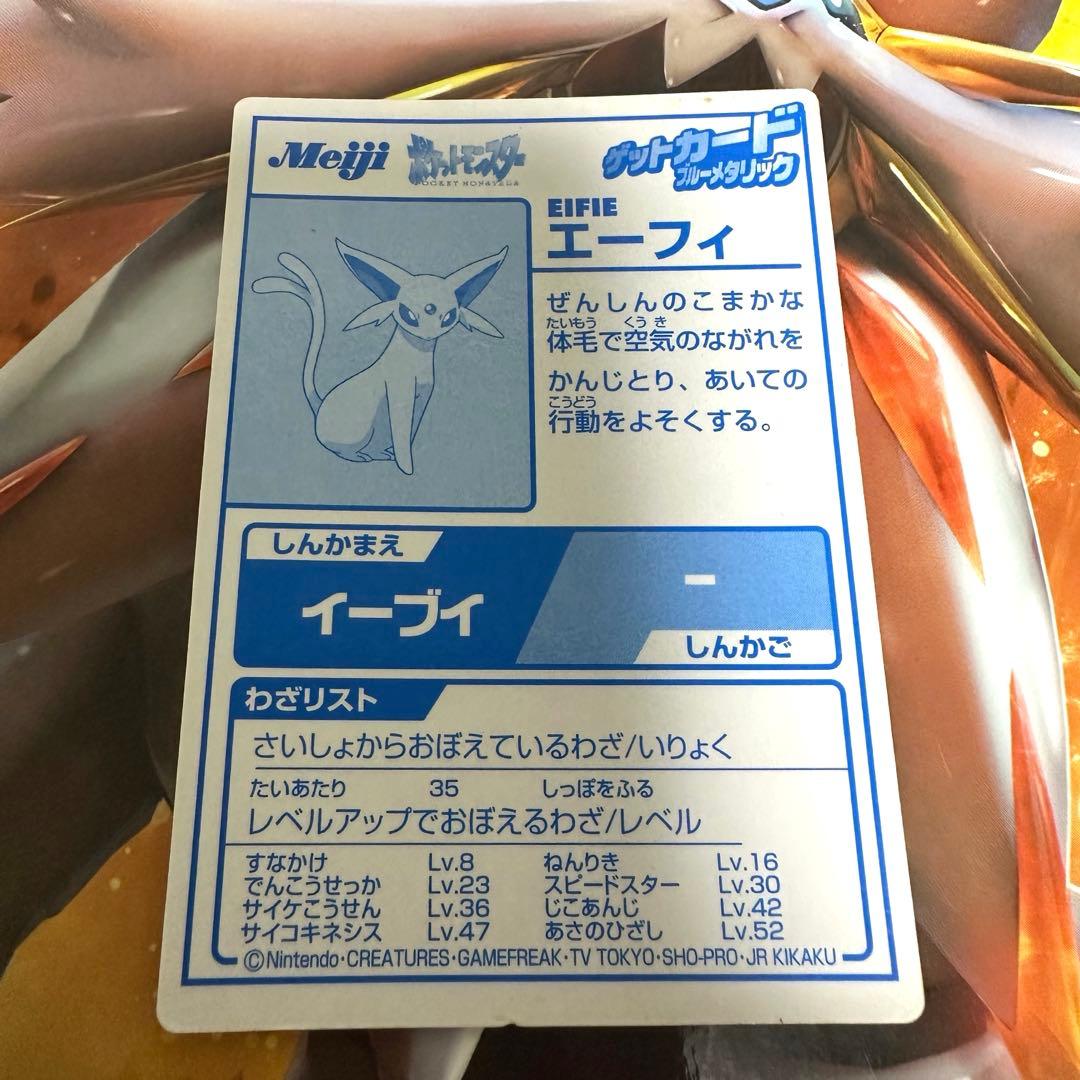 Meiji
ポケットモンスター
POCKET MONSTERS
ゲットカード
ブルーメタリック
EIFIE
エーフィ
ぜんしんのこまかな
たいもう くうき
体毛で空気のながれを
かんじとり、あいての
こうどう
行動をよそくする。
しんかまえ
イーブイ
-
しんかご
わざリスト
さいしょからおぼえているわざ/いりょく
たいあたり 35 しっぽをふる
レベルアップでおぼえるわざ/レベル
すなかけ Lv.8 ねんりき Lv.16
でんこうせっか Lv.23 スピードスター Lv.30
サイケこうせん Lv.36 じこあんじ Lv.42
サイコキネシス Lv.47 あさのひざし Lv.52
©Nintendo・CREATURES・GAMEFREAK・TV TOKYO・SHO-PRO・JR KIKAKU